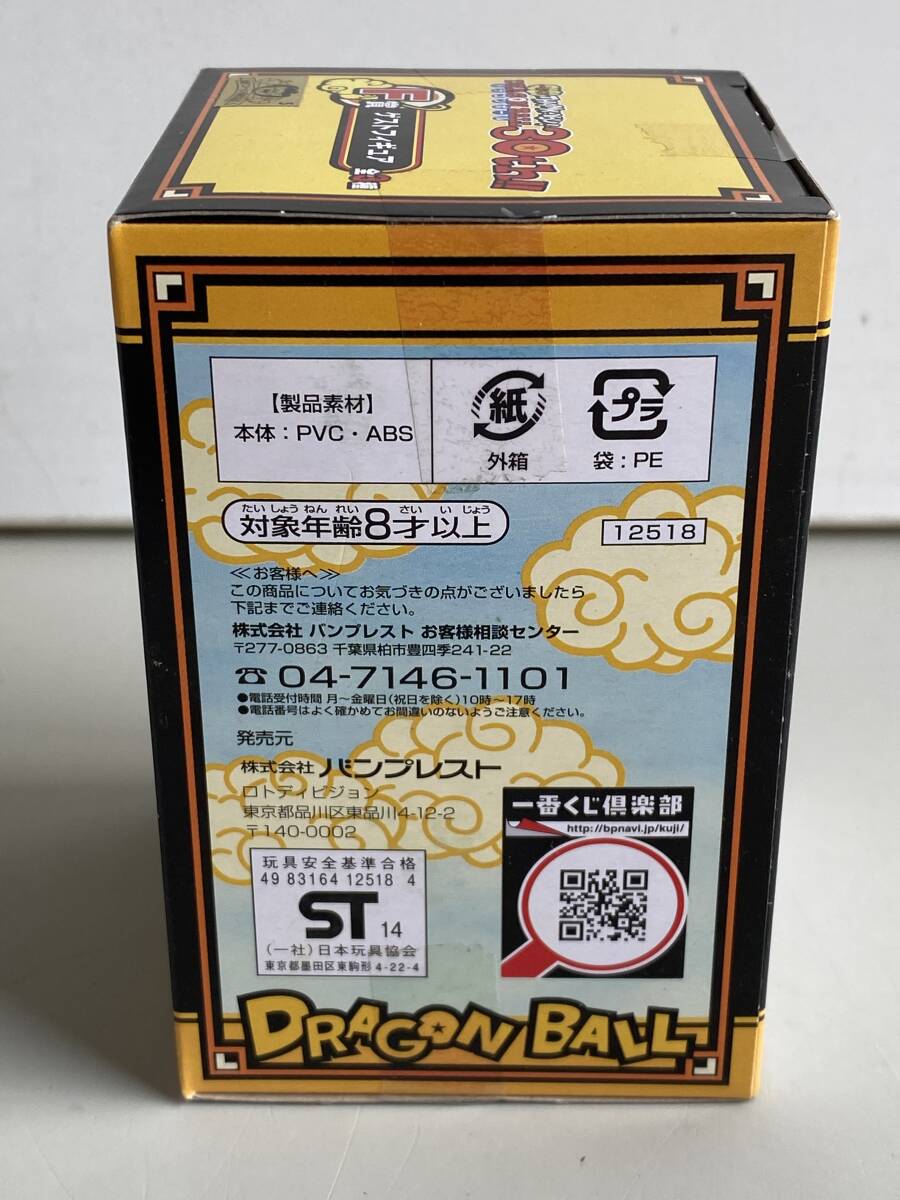 F賞
ゲストフィギュア
30th!!
【製品素材】
本体：PVC・ABS
紙
外箱
プラ
袋：PE
たいしょうねんれい さい いじょう
対象年齢8才以上
12518
≪お客様へ≫
この商品についてお気づきの点がございましたら
下記までご連絡ください。
株式会社 バンプレスト お客様相談センター
〒277-0863 千葉県柏市豊四季241-22
☎ 04-7146-1101
●電話受付時間 月〜金曜日(祝日を除く)10時〜17時
●電話番号はよく確かめてお間違いのないようご注意ください。
発売元
株式会社 バンプレスト
ロトディビジョン
東京都品川区東品川4-12-2
〒140-0002
一番くじ倶楽部
http://bpnavi.jp/kuji/
玩具安全基準合格
49 83164 12518 4
ST 14
(一社)日本玩具協会
東京都墨田区東駒形4-22-4
DRAGON BALL